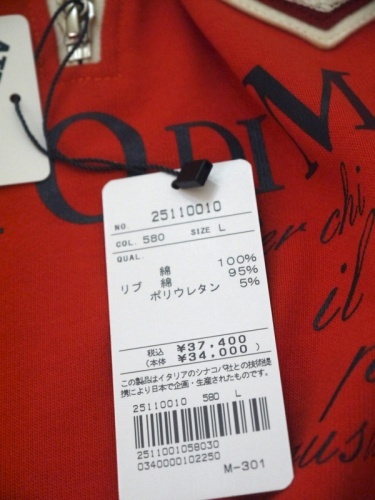 O DI M
er chi
il
NO. 25110010
COL. 580 SIZE L
QUAL.
綿 100%
リブ 綿 95%
ポリウレタン 5%
税込 ¥37,400
(本体 ¥34,000)
この製品はイタリアのシナコバ社との技術提
携により日本で企画・生産されたものです。
25110010 580 L
2511001058030
0340000102250
M-301